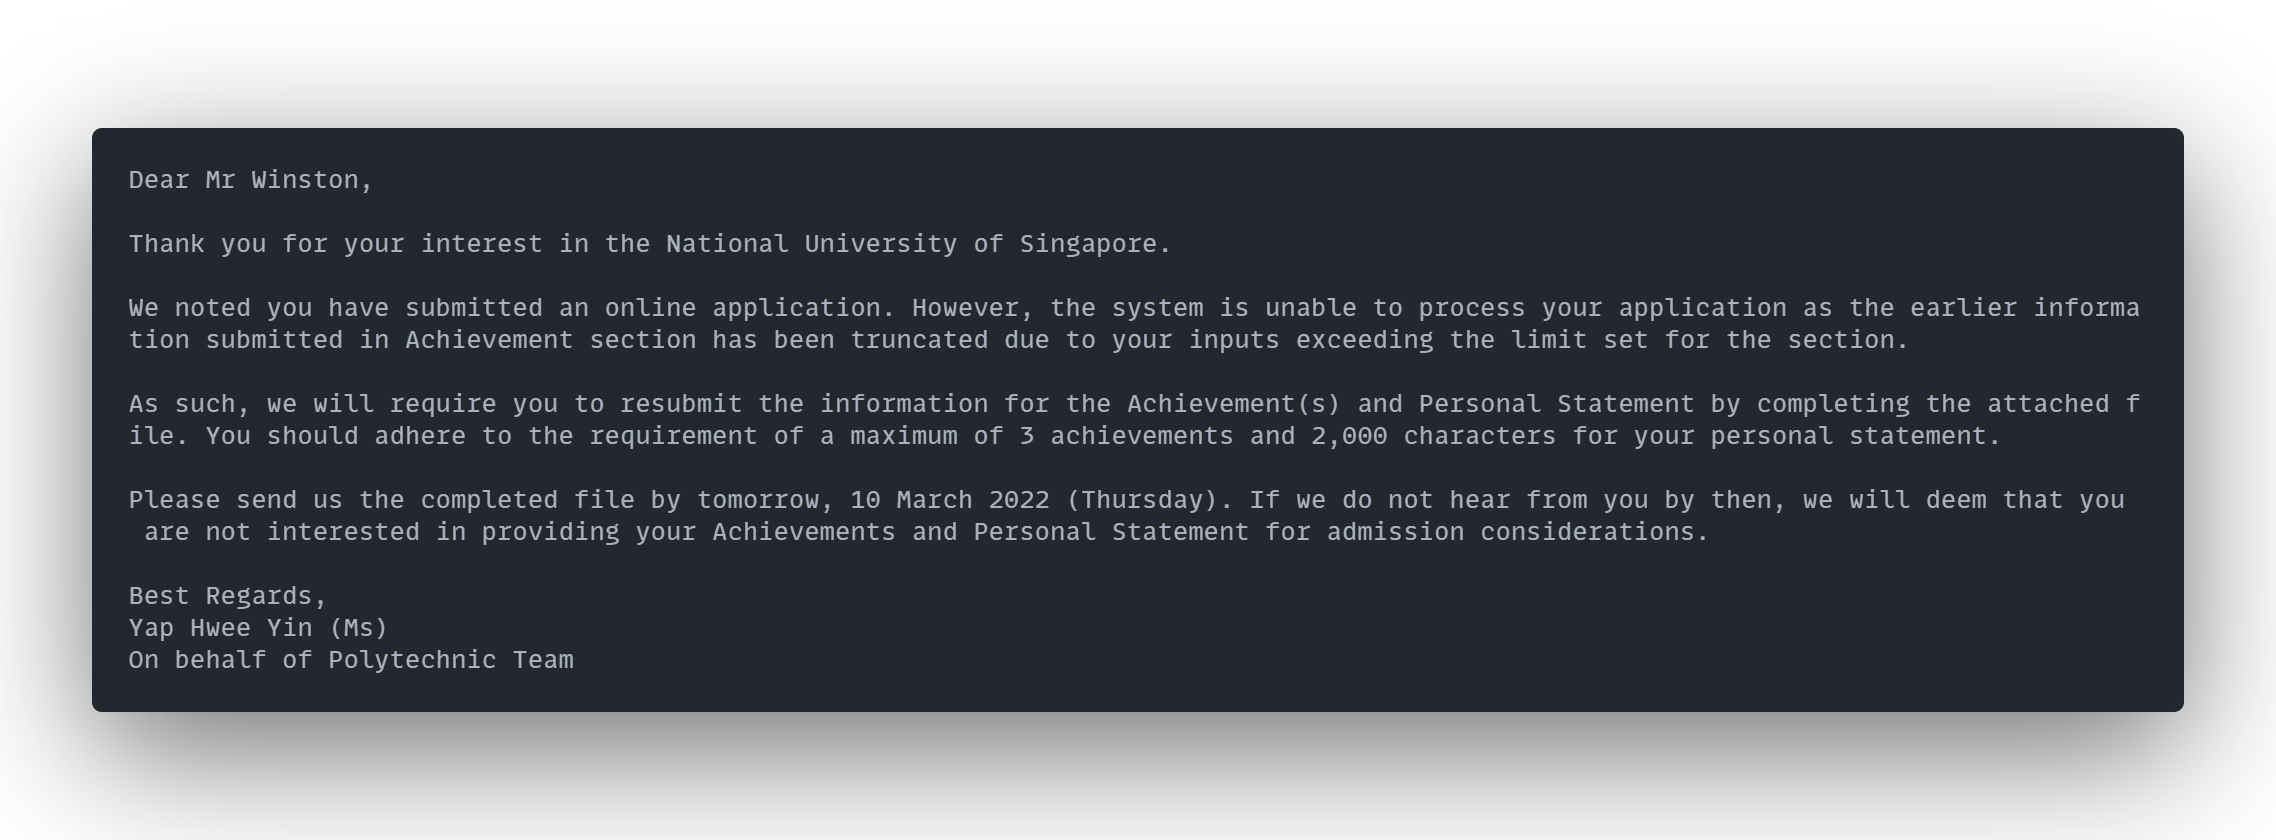 Dear Mr Winston,
Thank you for your interest in the National University of Singapore.
We noted you have submitted an online application. However, the system is unable to process your application as the earlier informa
tion submitted in Achievement section has been truncated due to your inputs exceeding the limit set for the section.
As such, we will require you to resubmit the information for the Achievement(s) and Personal Statement by completing the attached f
ile. You should adhere to the requirement of a maximum of 3 achievements and 2,000 characters for your personal statement.
Please send us the completed file by tomorrow, 10 March 2022 (Thursday). If we do not hear from you by then, we will deem that you
are not interested in providing your Achievements and Personal Statement for admission considerations.
Best Regards,
Yap Hwee Yin (Ms)
On behalf of Polytechnic Team